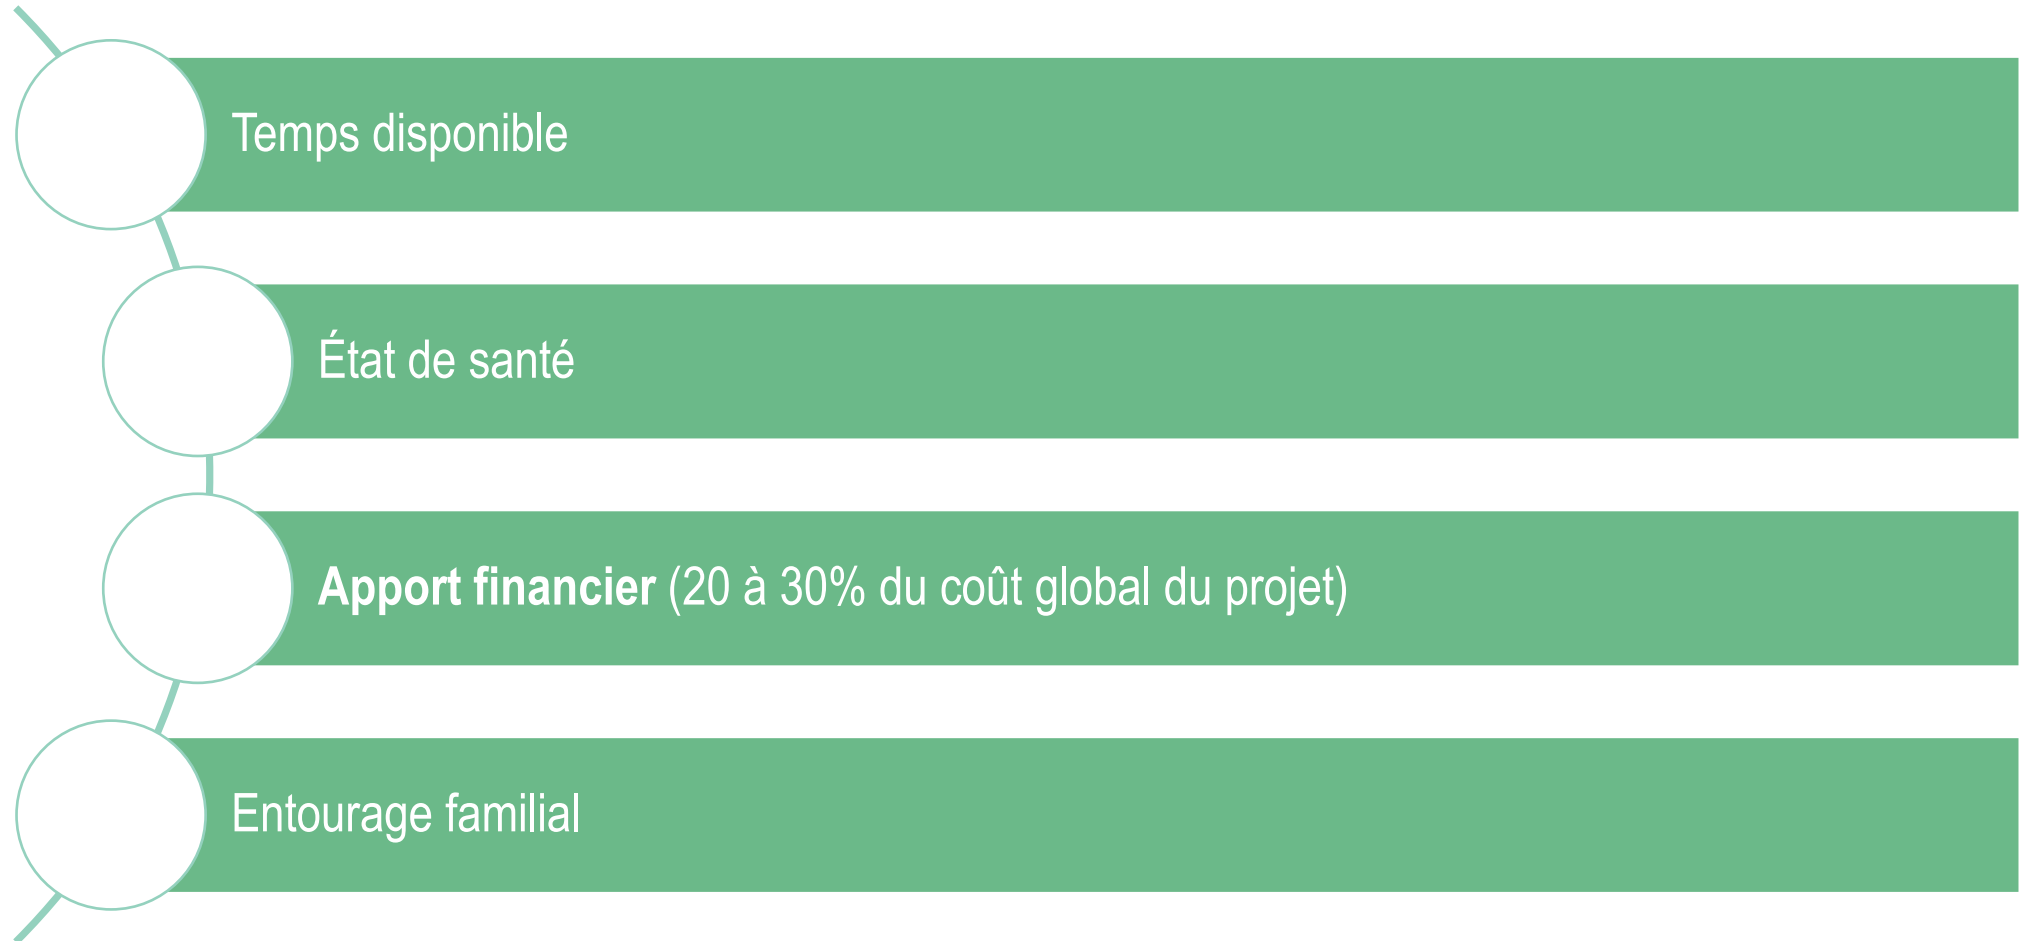 Temps disponible
État de santé
Apport financier (20 à 30% du coût global du projet)
Entourage familial